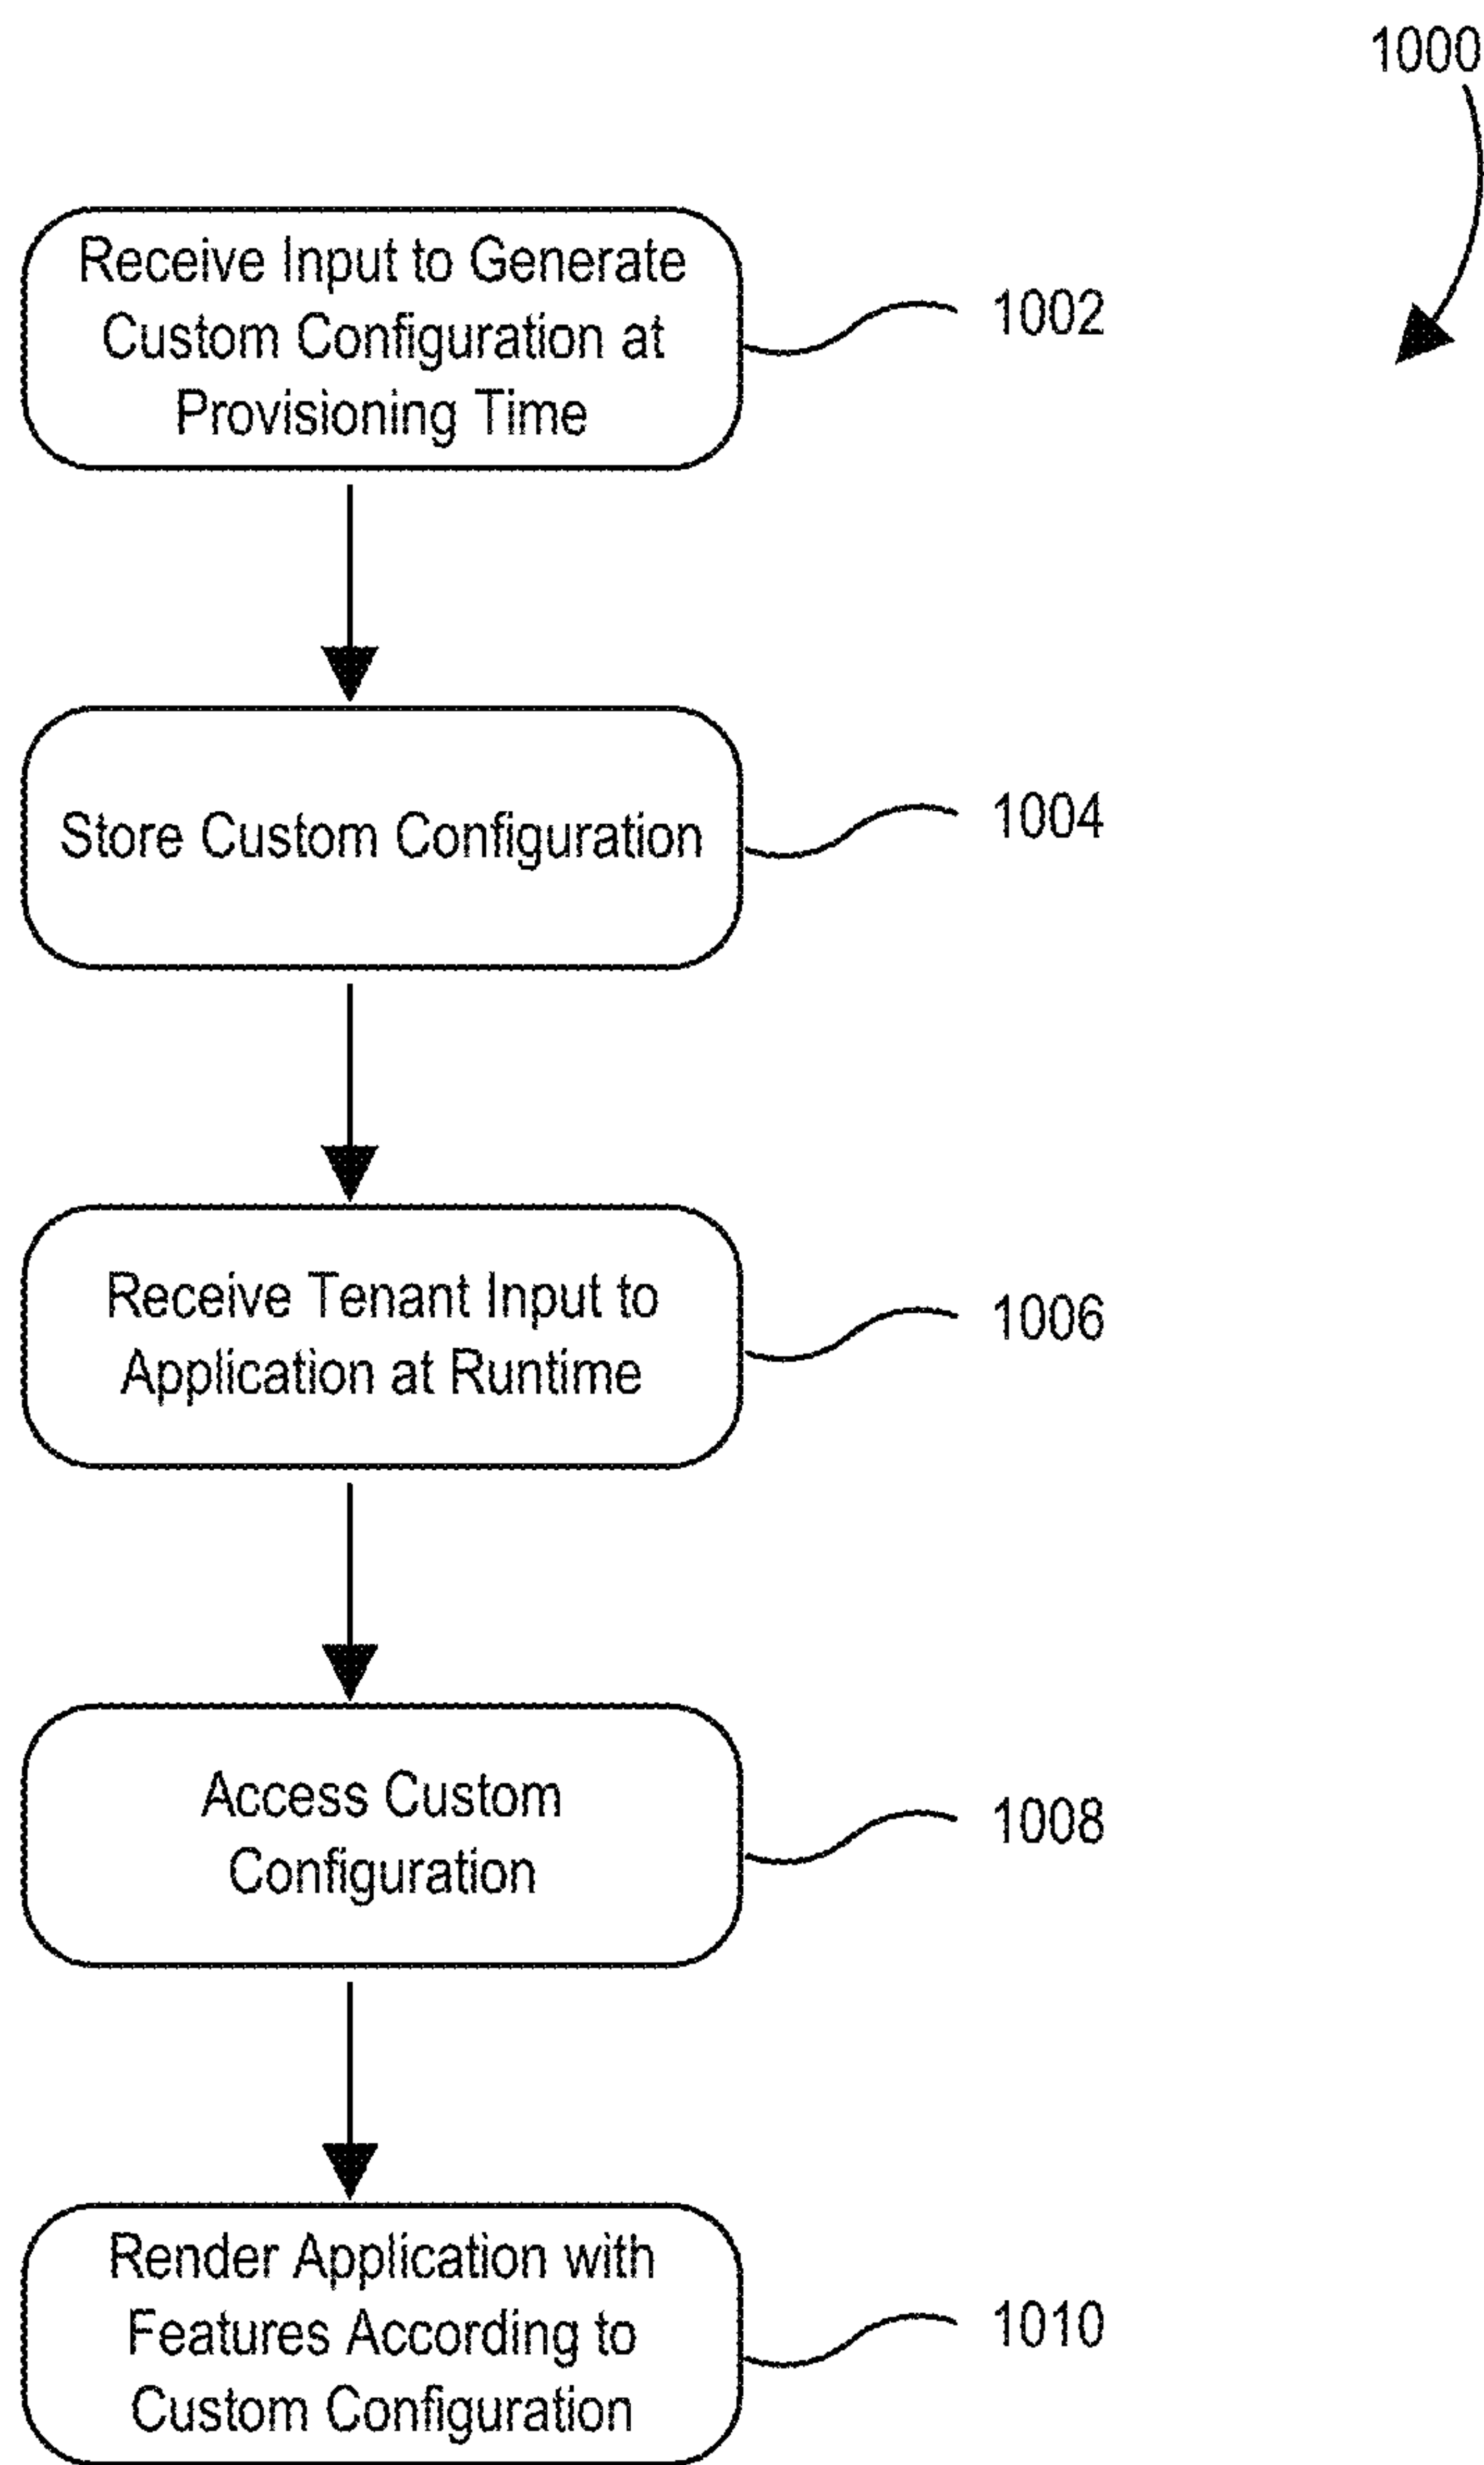 1000
Receive Input to Generate
Custom Configuration at
Provisioning Time
1002
Store Custom Configuration
1004
Receive Tenant Input to
Application at Runtime
1006
Access Custom
Configuration
1008
Render Application with
Features According to
Custom Configuration
1010